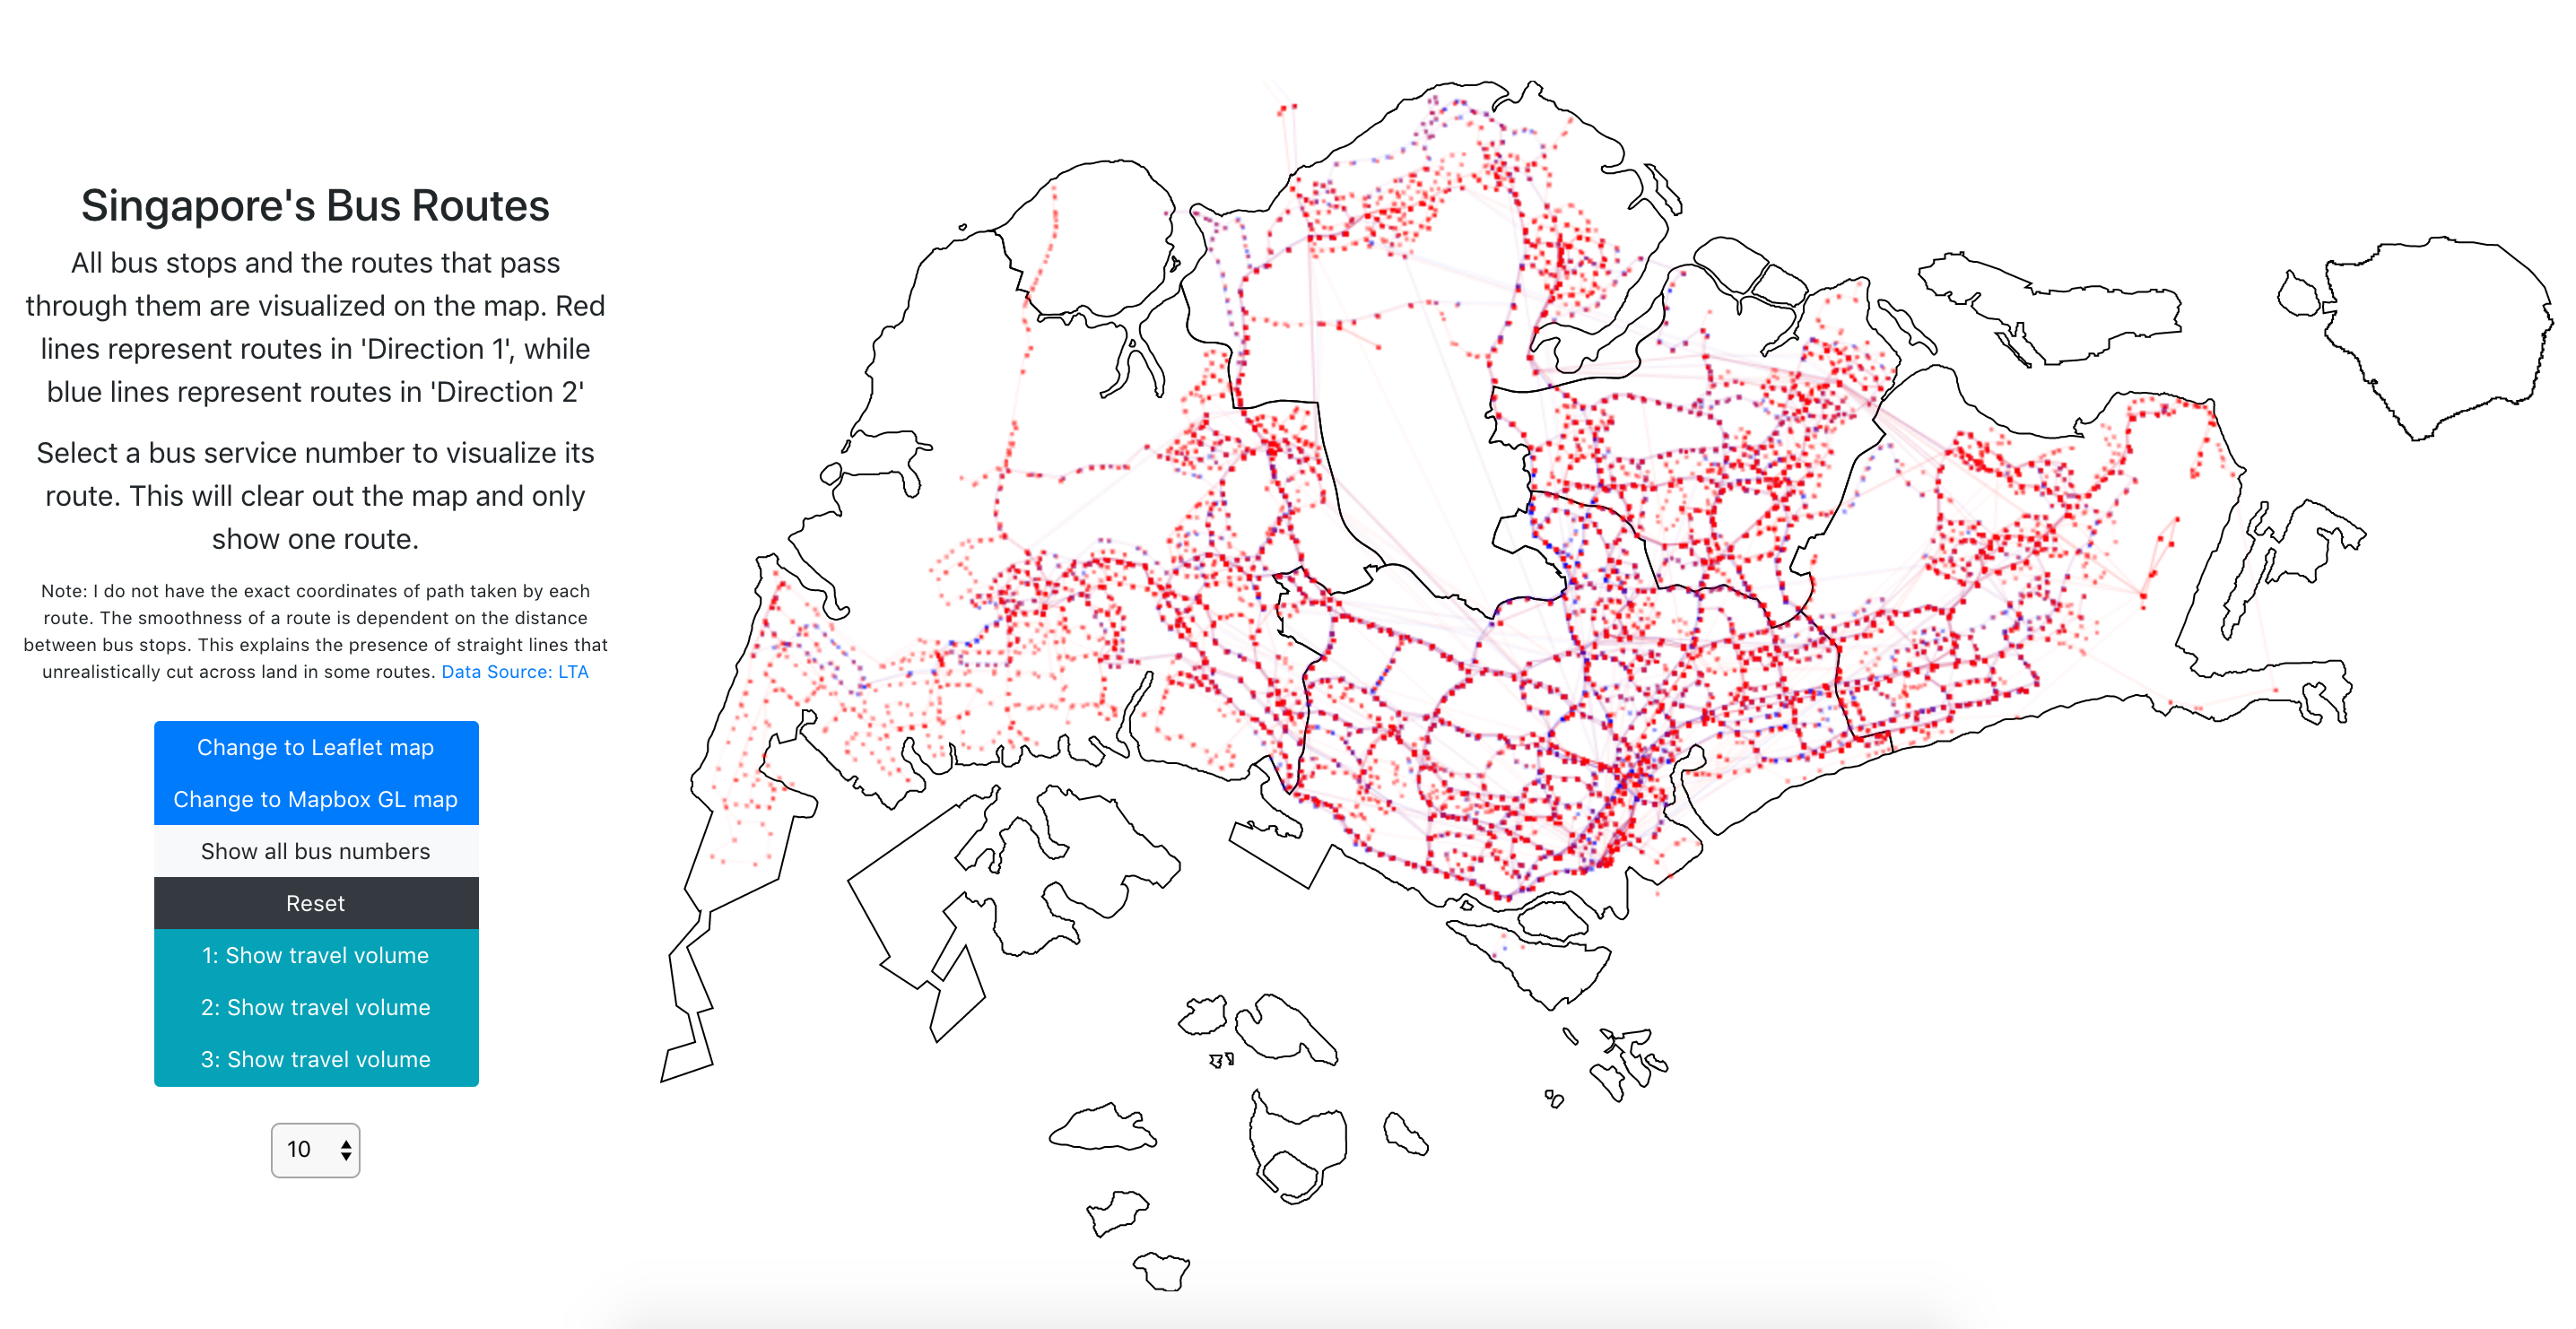 Singapore's Bus Routes
All bus stops and the routes that pass
through them are visualized on the map. Red
lines represent routes in 'Direction 1', while
blue lines represent routes in 'Direction 2'
Select a bus service number to visualize its
route. This will clear out the map and only
show one route.
Note: I do not have the exact coordinates of path taken by each
route. The smoothness of a route is dependent on the distance
between bus stops. This explains the presence of straight lines that
unrealistically cut across land in some routes. Data Source: LTA
Change to Leaflet map
Change to Mapbox GL map
Show all bus numbers
Reset
1: Show travel volume
2: Show travel volume
3: Show travel volume
10